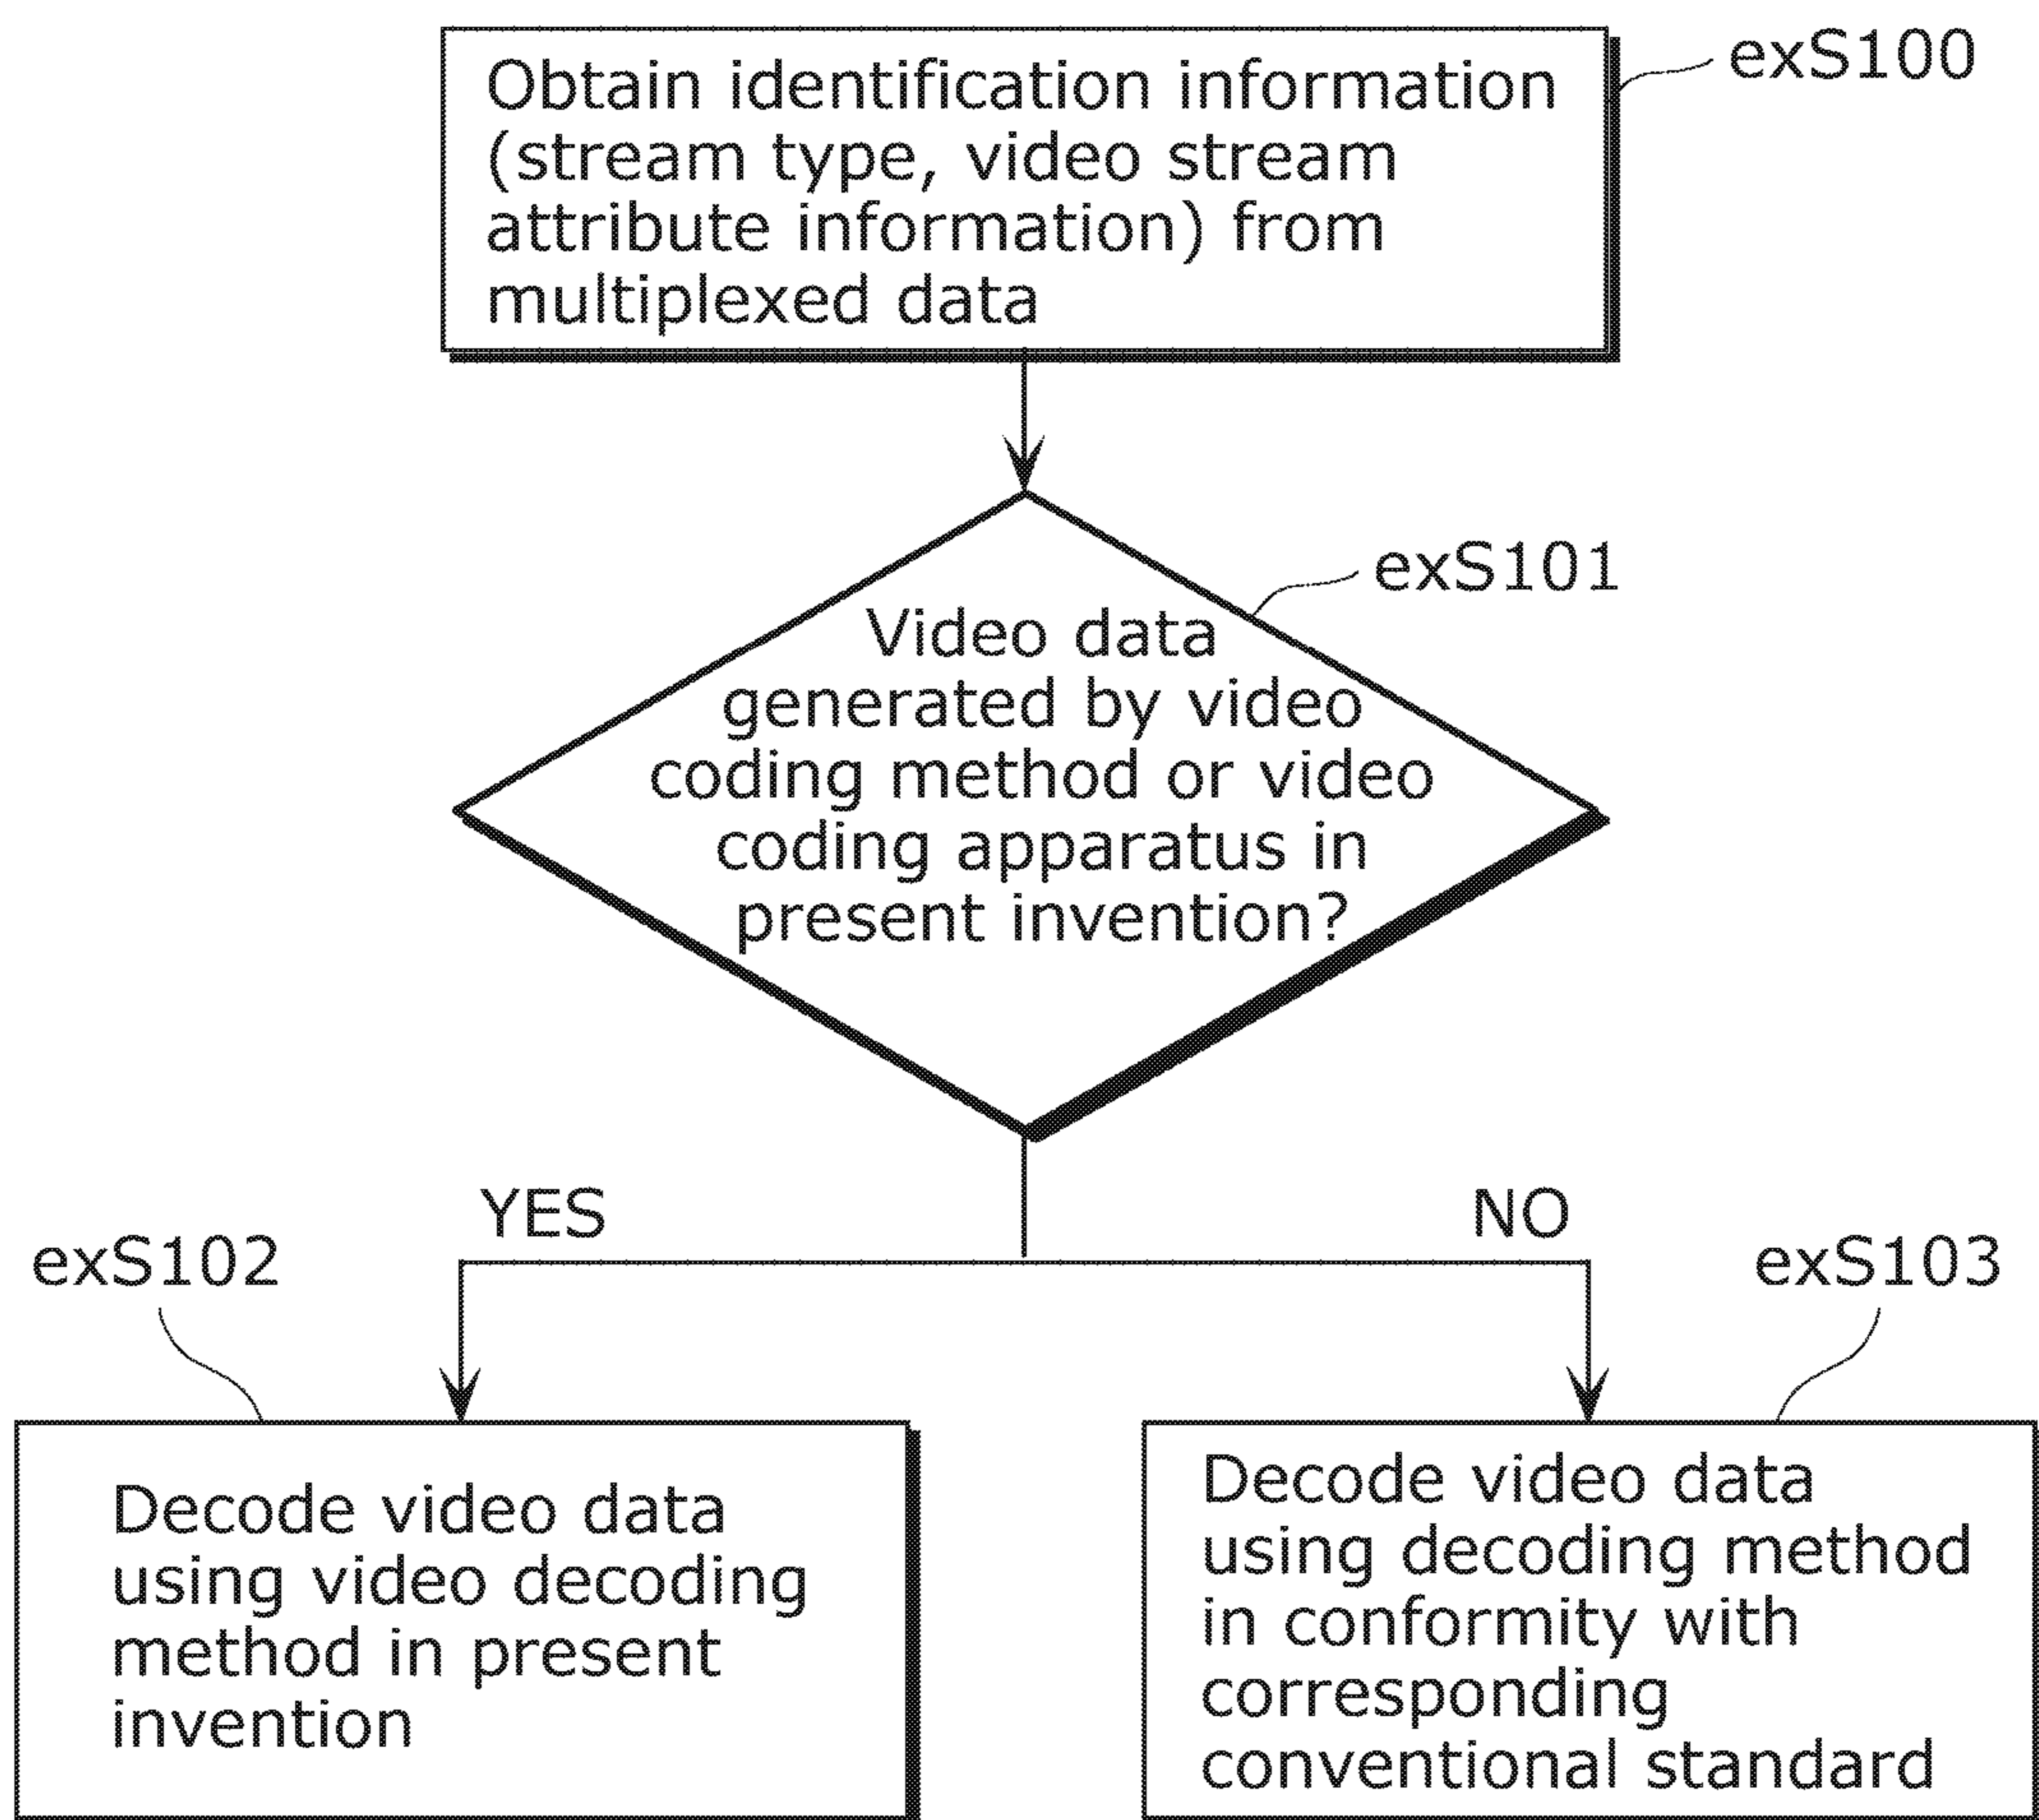 exS100
Obtain identification information
(stream type, video stream
attribute information) from
multiplexed data
exS101
Video data
generated by video
coding method or video
coding apparatus in
present invention?
YES
NO
exS102
exS103
Decode video data
using video decoding
method in present
invention
Decode video data
using decoding method
in conformity with
corresponding
conventional standard